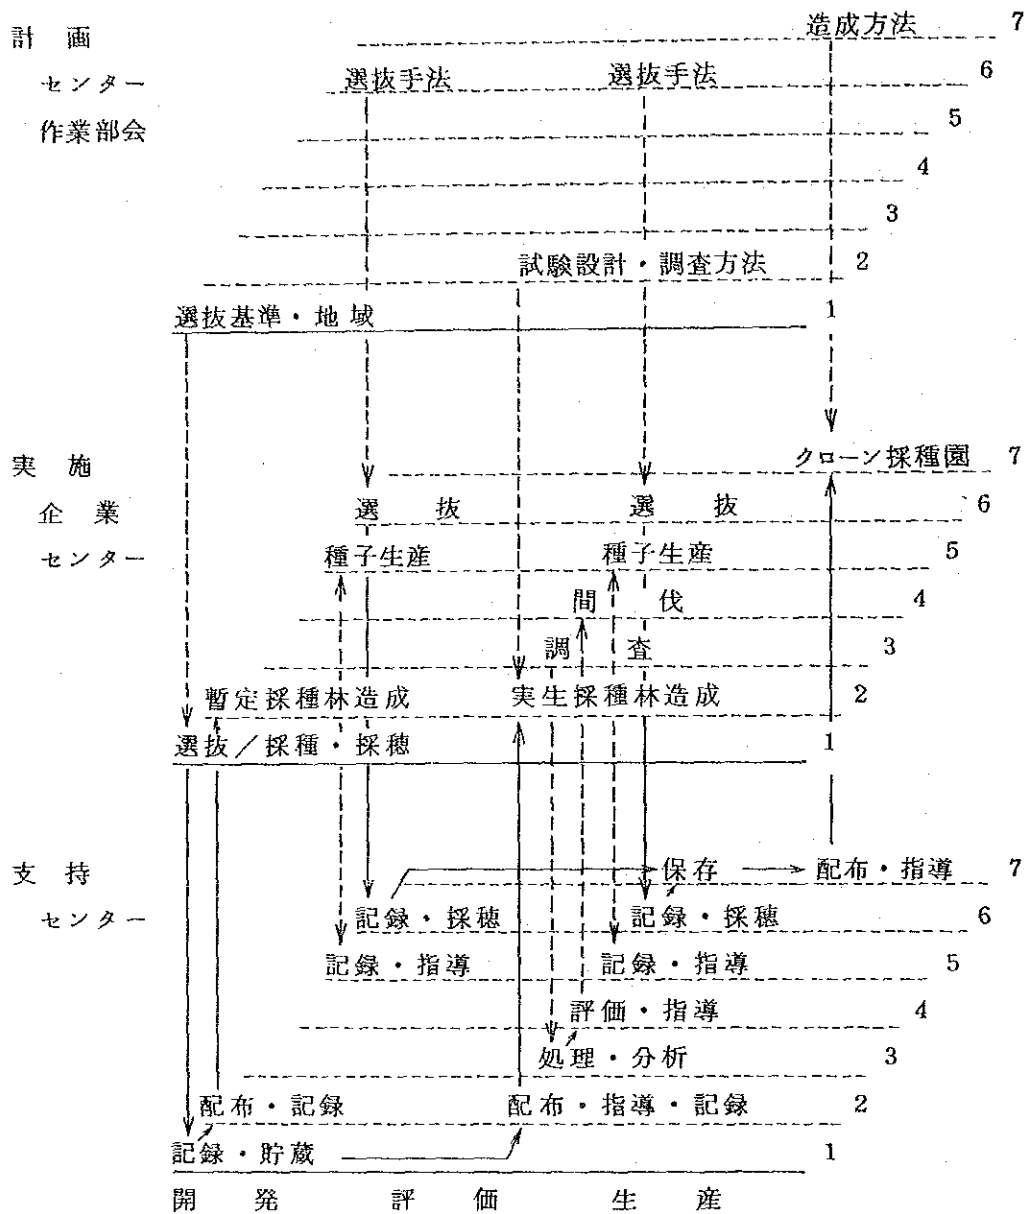 造成方法 7
計画
センター 選抜手法 選抜手法 6
作業部会 5
4
3
試験設計・調査方法 2
選抜基準・地域 1
実施 クローン採種園 7
企業 選抜 選抜 6
センター 種子生産 種子生産 5
間伐 4
調査 3
暫定採種林造成 実生採種林造成 2
選抜/採種・採穂 1
支持 保存 配布・指導 7
センター 記録・採穂 記録・採穂 6
記録・指導 記録・指導 5
評価・指導 4
処理・分析 3
配布・記録 配布・指導・記録 2
記録・貯蔵 1
開発 評価 生産